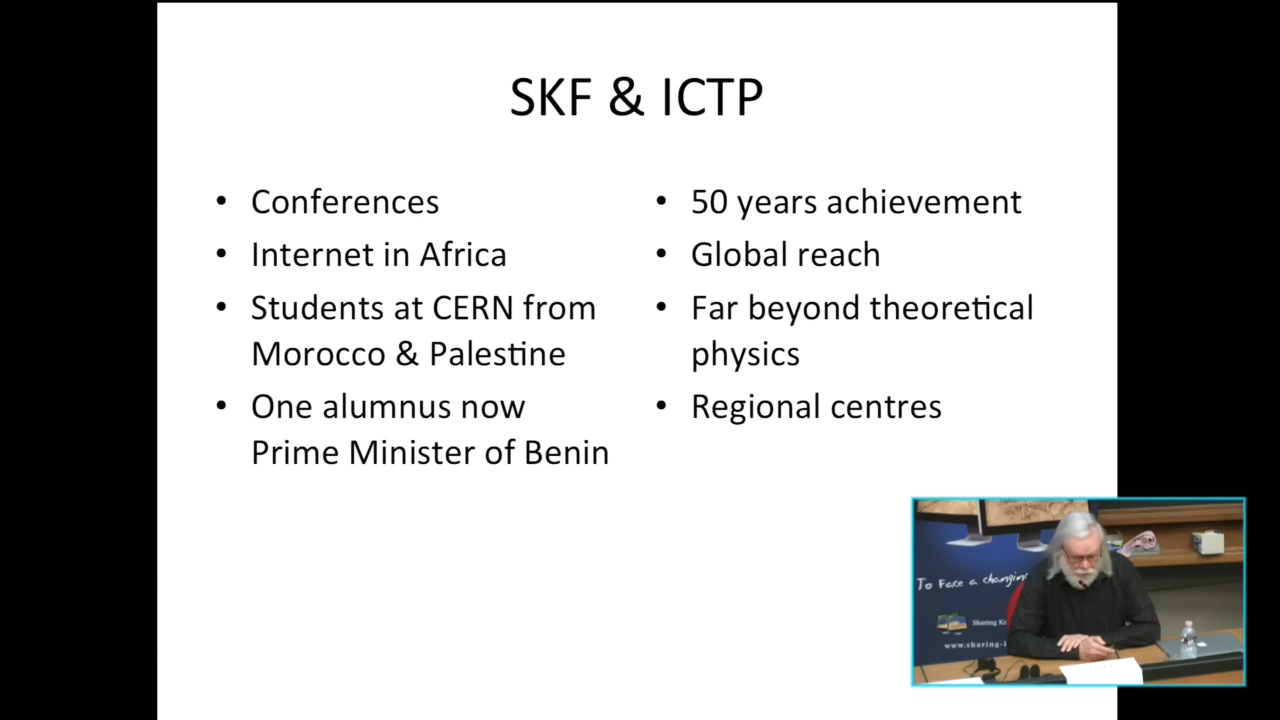 SKF & ICTP
• Conferences
• Internet in Africa
• Students at CERN from
Morocco & Palestine
• One alumnus now
Prime Minister of Benin
• 50 years achievement
• Global reach
• Far beyond theoretical
physics
• Regional centres
To Face a changing
Sharing
www.sharing-